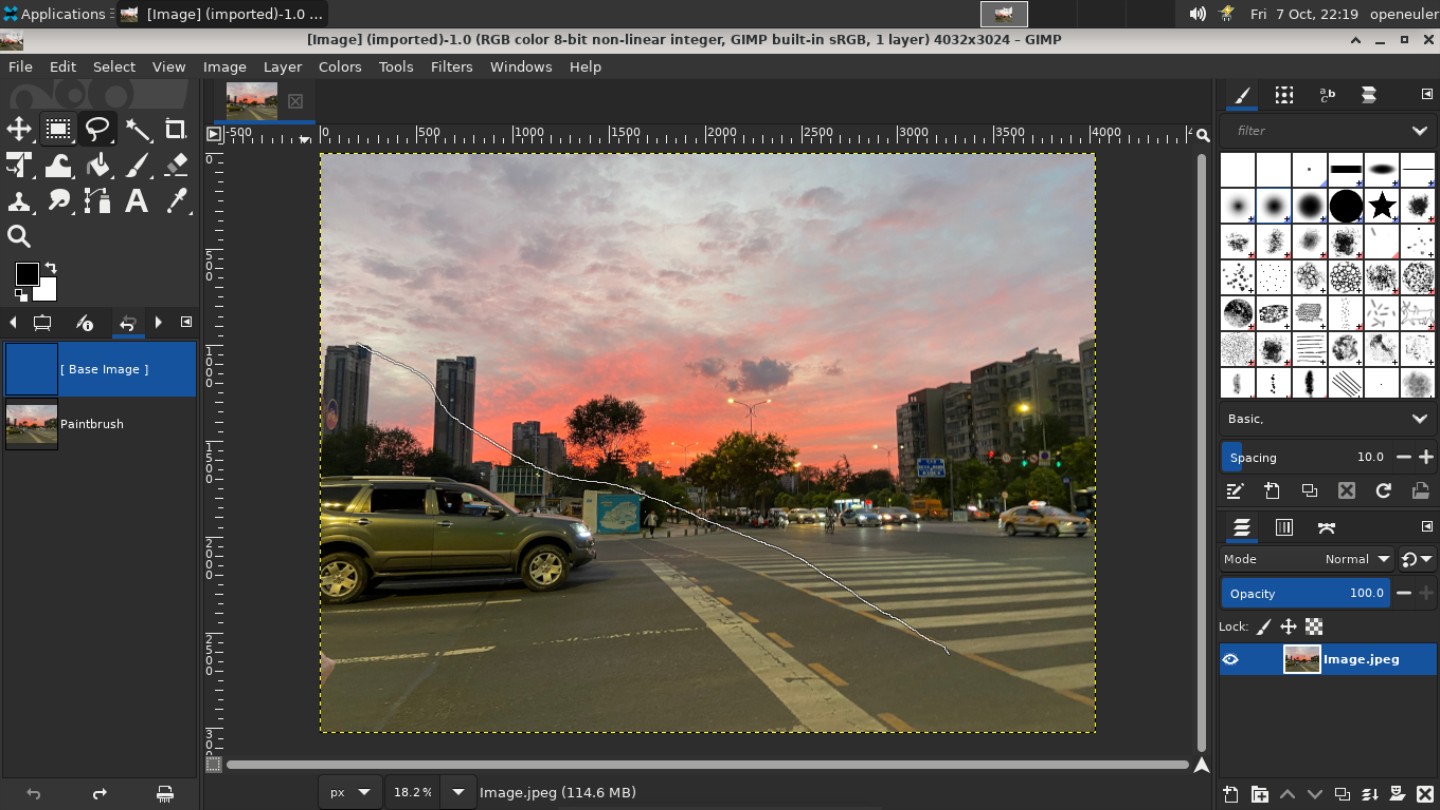 Applications
[Image] (imported)-1.0 ...
Fri 7 Oct, 22:19
openeuler
[Image] (imported)-1.0 (RGB color 8-bit non-linear integer, GIMP built-in sRGB, 1 layer) 4032x3024 – GIMP
File Edit Select View Image Layer Colors Tools Filters Windows Help
-500 0 500 1000 1500 2000 2500 3000 3500 4000
0
500
1000
1500
2000
2500
[ Base Image ]
Paintbrush
filter
Basic,
Spacing 10.0
Mode Normal
Opacity 100.0
Lock:
Image.jpeg
px 18.2 % Image.jpeg (114.6 MB)